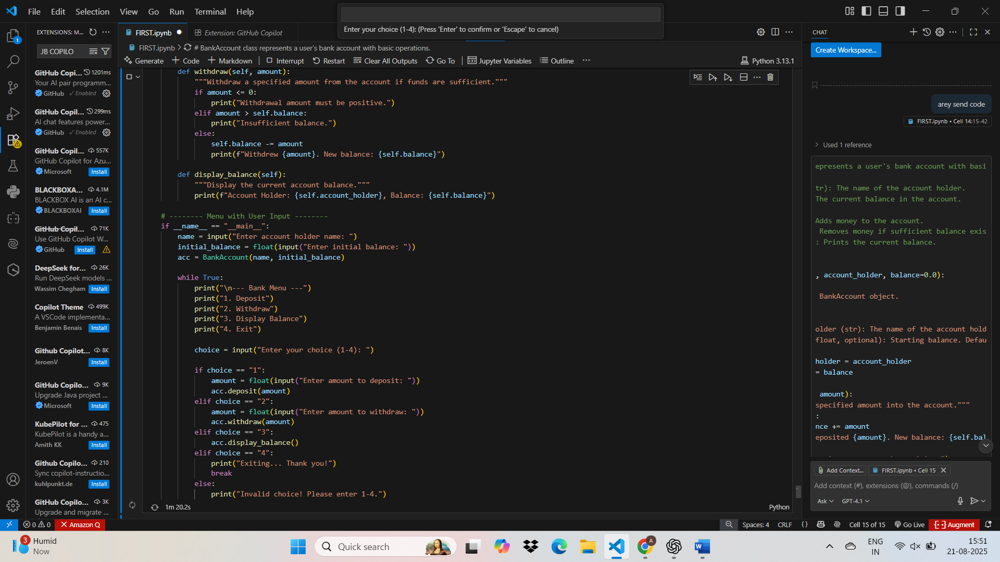 File Edit Selection View Go Run Terminal Help
Enter your choice (1-4): (Press 'Enter' to confirm or 'Escape' to cancel)
EXTENSIONS: M...
JB COPILO
GitHub Copi... 1201ms
Your AI pair programm...
GitHub ✓ Enabled
GitHub Copil... 299ms
AI chat features power...
GitHub ✓ Enabled
GitHub Copil... 557K
GitHub Copilot for Azu...
Microsoft Install
BLACKBOXA... 4.1M
BLACKBOX AI is an AI c...
BLACKBOXAI Install
GitHub Copil... 71K
Use GitHub Copilot W...
GitHub Install
DeepSeek for... 26K
Run DeepSeek models ...
Wassim Chegham Install
Copilot Theme 499K
A VSCode implementa...
Benjamin Benais Install
Github Copilot... 8K
JeroenV Install
GitHub Copilo... 9K
Upgrade Java project ...
Microsoft Install
KubePilot for ... 475
KubePilot is a handy a...
Amith KK Install
Github Copilo... 210
Sync copilot-instructio...
kuhlpunkt.de Install
GitHub Copilo... 3K
Upgrade and migrate ...
FIRST.ipynb Extension: GitHub Copilot
FIRST.ipynb > # BankAccount class represents a user's bank account with basic operations.
Generate + Code + Markdown Interrupt Restart Clear All Outputs Go To Jupyter Variables Outline ... Python 3.13.1
def withdraw(self, amount):
"""Withdraw a specified amount from the account if funds are sufficient."""
if amount <= 0:
print("Withdrawal amount must be positive.")
elif amount > self.balance:
print("Insufficient balance.")
else:
self.balance -= amount
print(f"Withdrew {amount}. New balance: {self.balance}")
def display_balance(self):
"""Display the current account balance."""
print(f"Account Holder: {self.account_holder}, Balance: {self.balance}")
# -------- Menu with User Input --------
if __name__ == "__main__":
name = input("Enter account holder name: ")
initial_balance = float(input("Enter initial balance: "))
acc = BankAccount(name, initial_balance)
while True:
print("\n--- Bank Menu ---")
print("1. Deposit")
print("2. Withdraw")
print("3. Display Balance")
print("4. Exit")
choice = input("Enter your choice (1-4): ")
if choice == "1":
amount = float(input("Enter amount to deposit: "))
acc.deposit(amount)
elif choice == "2":
amount = float(input("Enter amount to withdraw: "))
acc.withdraw(amount)
elif choice == "3":
acc.display_balance()
elif choice == "4":
print("Exiting... Thank you!")
break
else:
print("Invalid choice! Please enter 1-4.")
1m 20.2s Python
CHAT
Create Workspace...
arey send code
FIRST.ipynb • Cell 14:15-42
> Used 1 reference
epresents a user's bank account with basi
tr): The name of the account holder.
The current balance in the account.
Adds money to the account.
Removes money if sufficient balance exis
: Prints the current balance.
, account_holder, balance=0.0):
BankAccount object.
older (str): The name of the account hold
float, optional): Starting balance. Defau
holder = account_holder
= balance
amount):
specified amount into the account."""
:
nce += amount
eposited {amount}. New balance: {self.bal
Add Context... FIRST.ipynb • Cell 15
Add context (#), extensions (@), commands (/)
Ask GPT-4.1
0 0 Amazon Q Spaces: 4 CRLF {} Cell 15 of 15 Go Live Augment
3 Humid
Now
Quick search
ENG
IN
15:51
21-08-2025